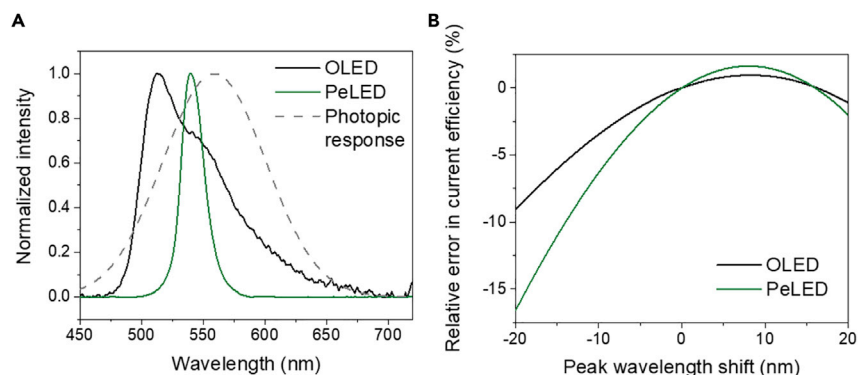 A
Normalized intensity
1.0
0.8
0.6
0.4
0.2
0.0
OLED
PeLED
Photopic
response
450 500 550 600 650 700
Wavelength (nm)
B
Relative error in current efficiency (%)
0
-5
-10
-15
OLED
PeLED
-20 -10 0 10 20
Peak wavelength shift (nm)